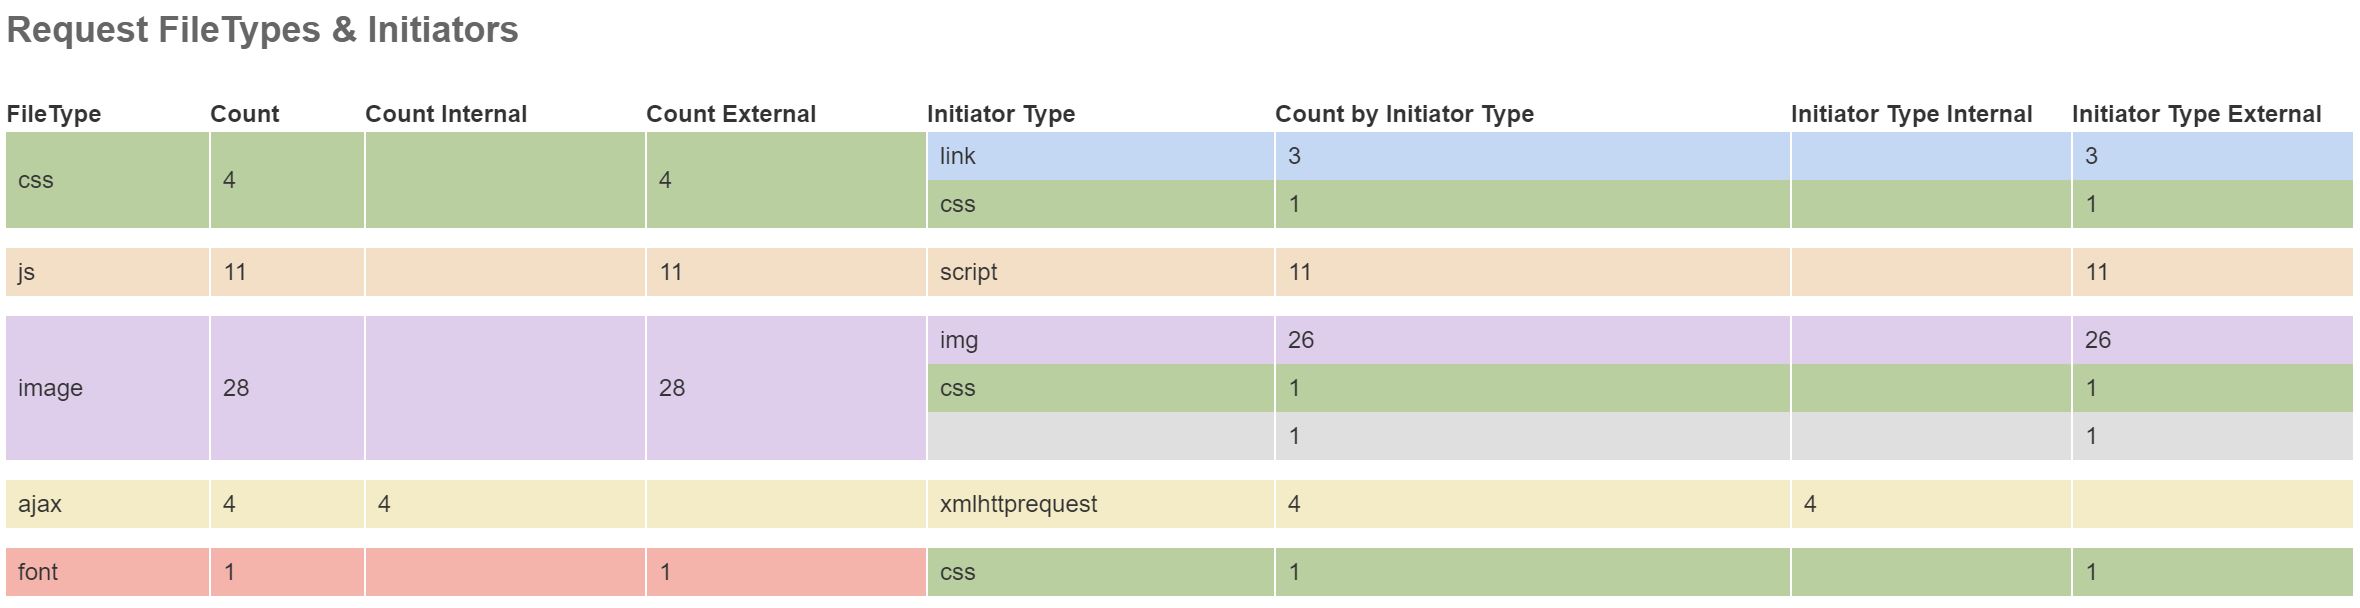 Request FileTypes & Initiators
FileType Count Count Internal Count External Initiator Type Count by Initiator Type Initiator Type Internal Initiator Type External
link 3 3
css 4 4
css 1 1
js 11 11 script 11 11
img 26 26
image 28 28 css 1 1
1 1
ajax 4 4 xmlhttprequest 4 4
font 1 1 css 1 1